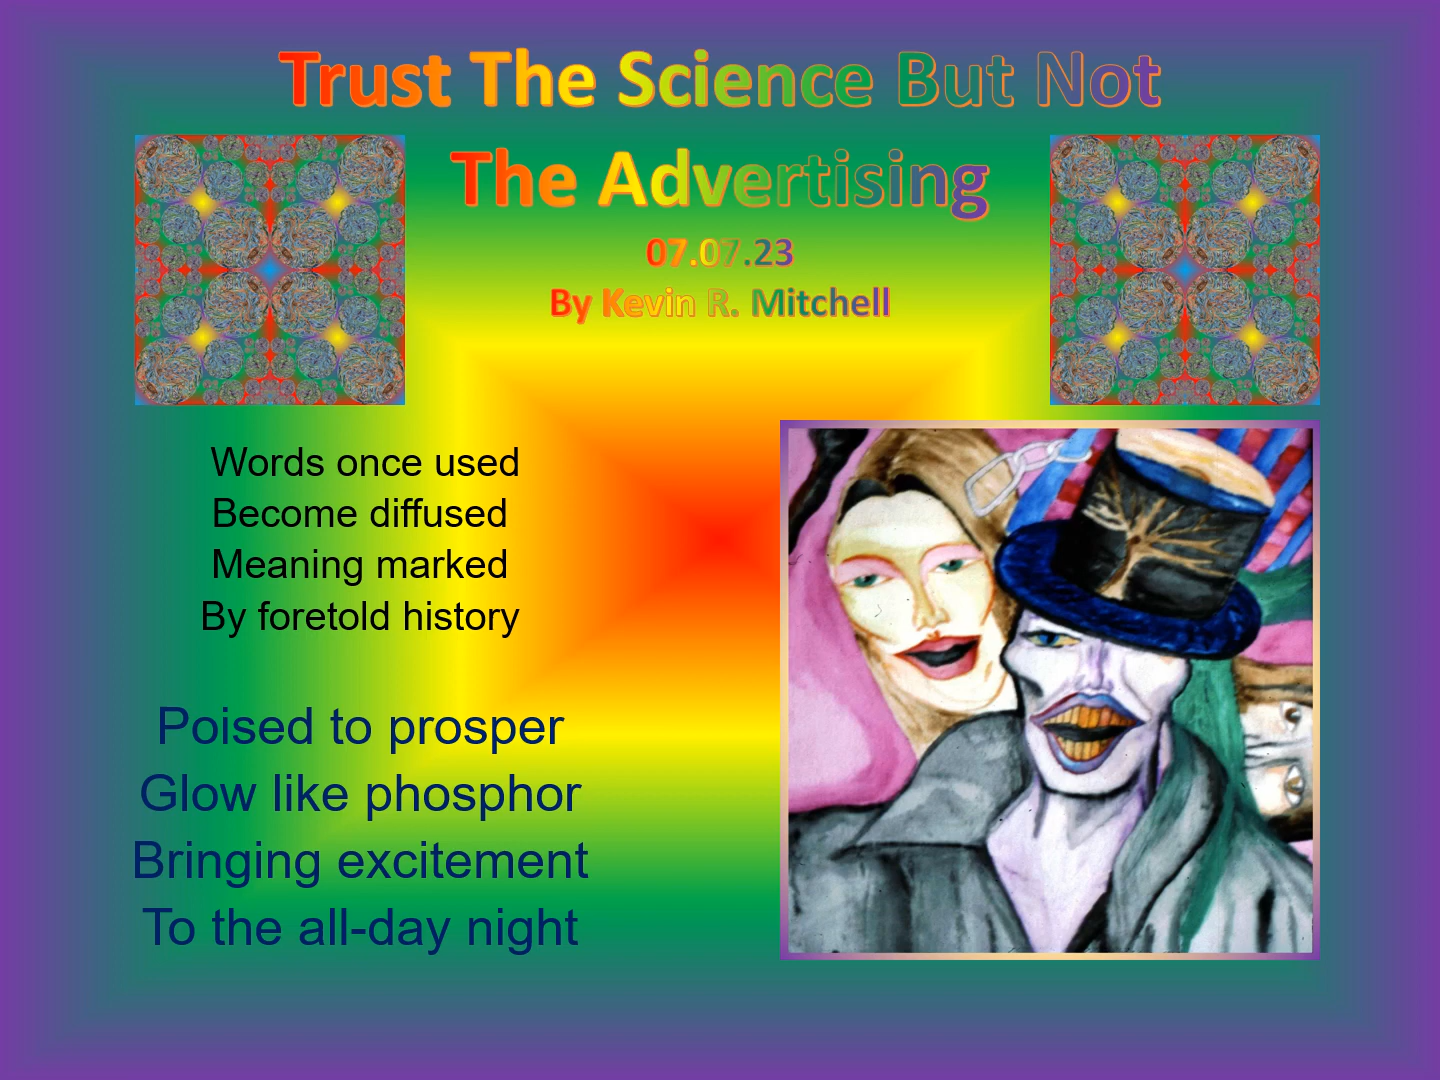 Trust The Science But Not
The Advertising
07.07.23
By Kevin R. Mitchell
Words once used
Become diffused
Meaning marked
By foretold history
Poised to prosper
Glow like phosphor
Bringing excitement
To the all-day night